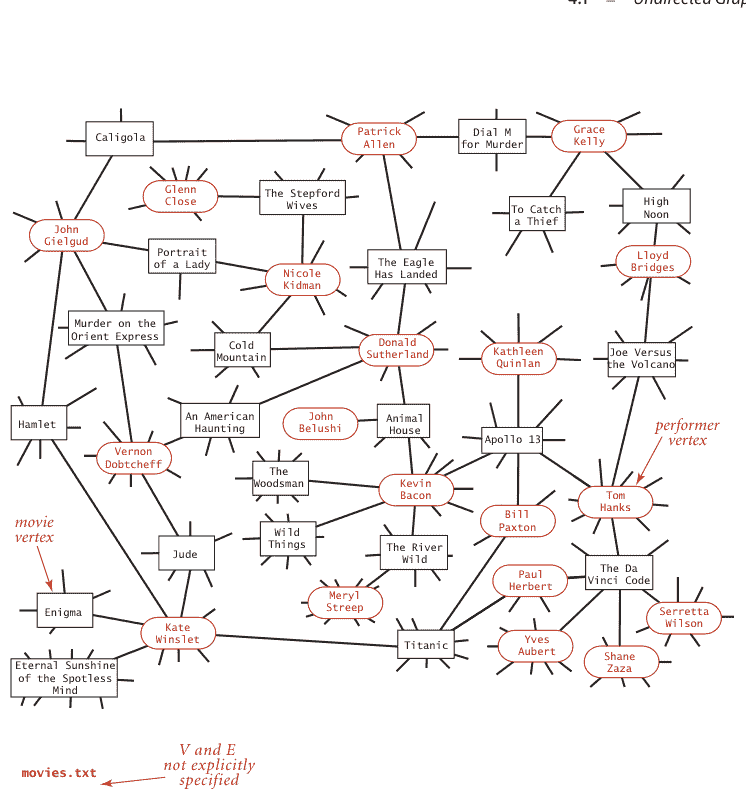 4.1
Undirected Grap
Caligola
Patrick
Allen
Dial M
for Murder
Grace
Kelly
Glenn
Close
The Stepford
Wives
To Catch
a Thief
High
Noon
John
Gielgud
Portrait
of a Lady
Nicole
Kidman
The Eagle
Has Landed
Lloyd
Bridges
Murder on the
Orient Express
Cold
Mountain
Donald
Sutherland
Kathleen
Quinlan
Joe Versus
the Volcano
Hamlet
An American
Haunting
John
Belushi
Animal
House
Apollo 13
performer
vertex
Vernon
Dobtcheff
The
Woodsman
Kevin
Bacon
Tom
Hanks
Bill
Paxton
movie
vertex
Jude
Wild
Things
The River
Wild
Paul
Herbert
The Da
Vinci Code
Enigma
Meryl
Streep
Serretta
Wilson
Kate
Winslet
Titanic
Yves
Aubert
Shane
Zaza
Eternal Sunshine
of the Spotless
Mind
movies.txt
V and E
not explicitly
specified